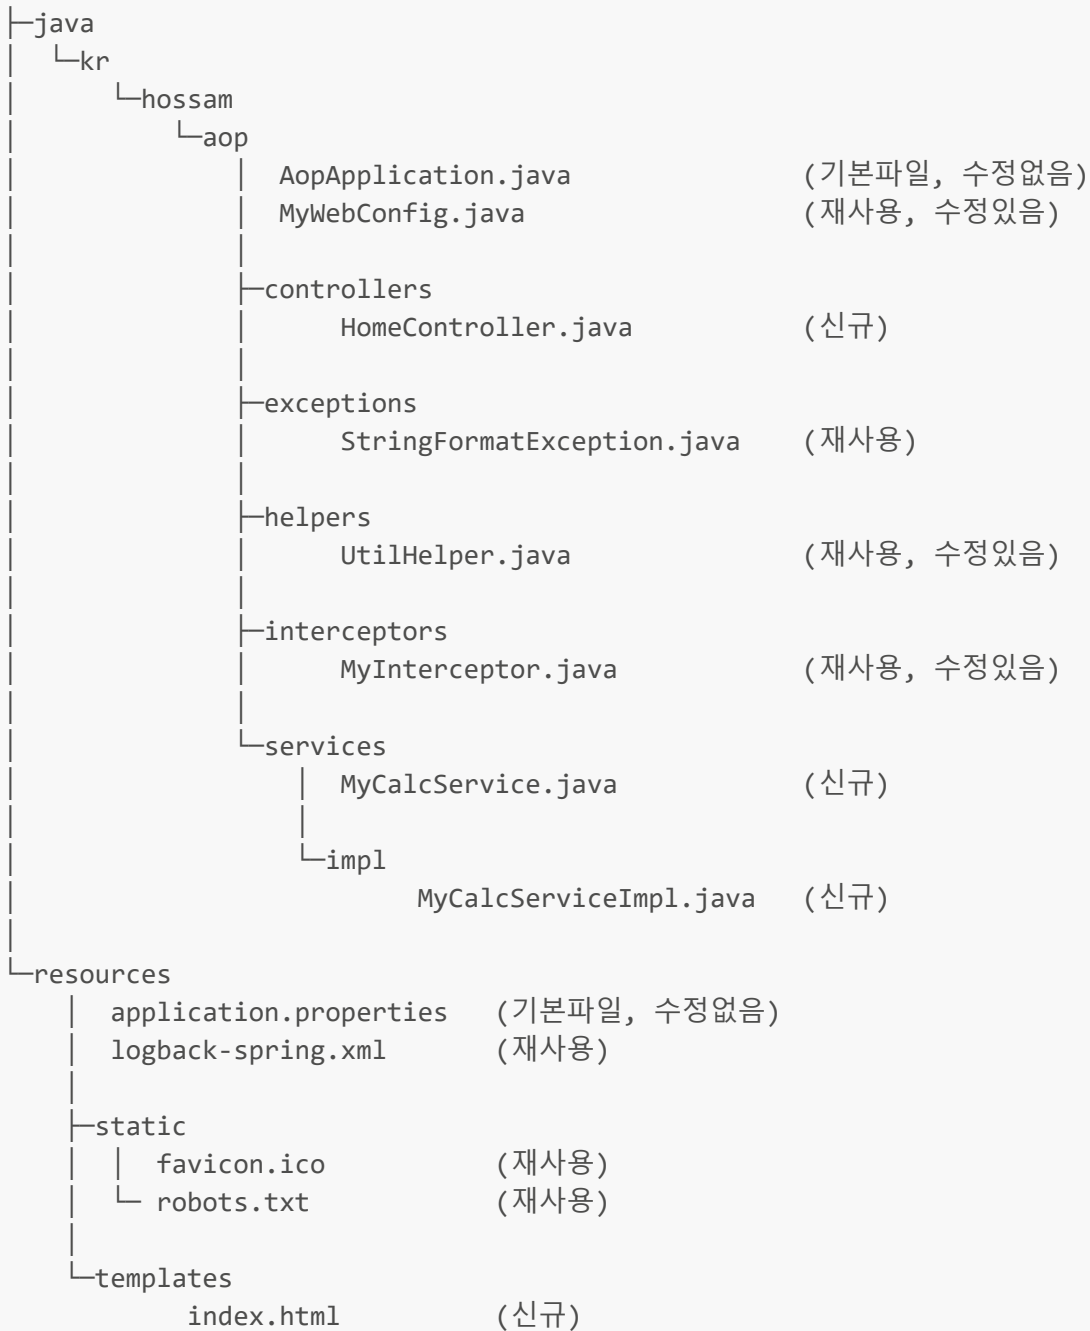 ├─java
│  └─kr
│      └─hossam
│          └─aop
│              │  AopApplication.java               (기본파일, 수정없음)
│              │  MyWebConfig.java                  (재사용, 수정있음)
│              │
│              ├─controllers
│              │      HomeController.java           (신규)
│              │
│              ├─exceptions
│              │      StringFormatException.java    (재사용)
│              │
│              ├─helpers
│              │      UtilHelper.java               (재사용, 수정있음)
│              │
│              ├─interceptors
│              │      MyInterceptor.java            (재사용, 수정있음)
│              │
│              └─services
│                  │  MyCalcService.java            (신규)
│                  │
│                  └─impl
│                          MyCalcServiceImpl.java   (신규)
│
└─resources
    │  application.properties   (기본파일, 수정없음)
    │  logback-spring.xml       (재사용)
    │
    ├─static
    │  │  favicon.ico           (재사용)
    │  └─ robots.txt            (재사용)
    │
    └─templates
            index.html          (신규)